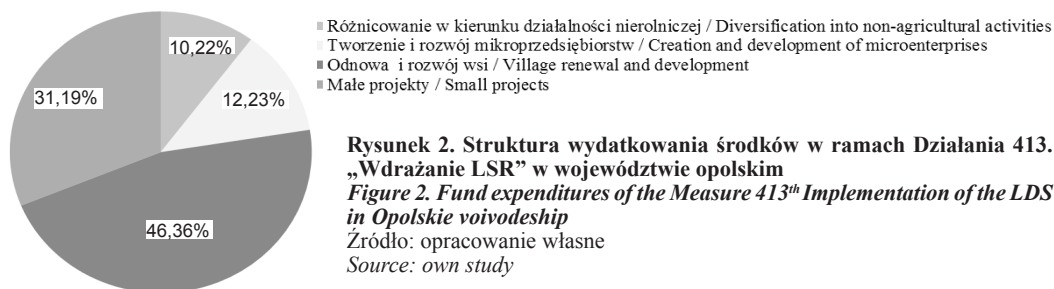 Różnicowanie w kierunku działalności nierolniczej / Diversification into non-agricultural activities
Tworzenie i rozwój mikroprzedsiębiorstw / Creation and development of microenterprises
Odnowa i rozwój wsi / Village renewal and development
Małe projekty / Small projects
10,22%
12,23%
31,19%
46,36%
Rysunek 2. Struktura wydatkowania środków w ramach Działania 413.
„Wdrażanie LSR” w województwie opolskim
Figure 2. Fund expenditures of the Measure 413th Implementation of the LDS
in Opolskie voivodeship
Źródło: opracowanie własne
Source: own study